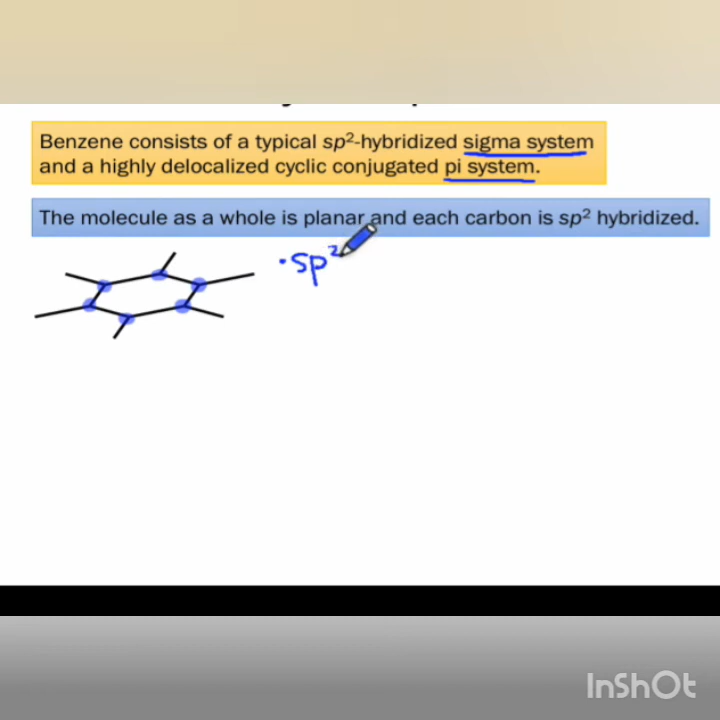 Benzene consists of a typical sp²-hybridized sigma system
and a highly delocalized cyclic conjugated pi system.
The molecule as a whole is planar and each carbon is sp² hybridized.
·sp²
InShOt